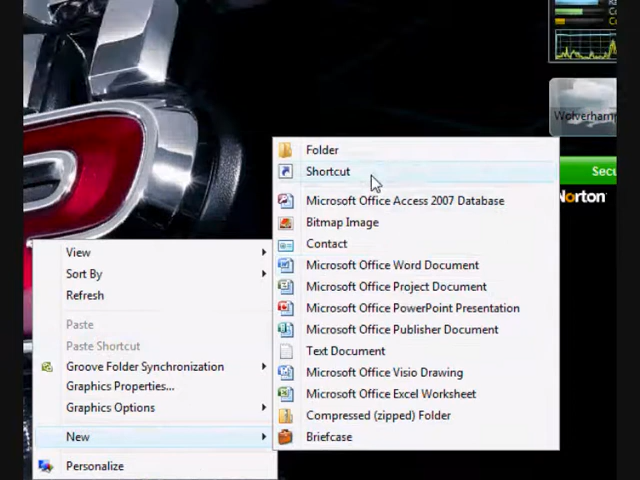 Wolverham
Secu
Norton
Folder
Shortcut
Microsoft Office Access 2007 Database
Bitmap Image
Contact
Microsoft Office Word Document
Microsoft Office Project Document
Microsoft Office PowerPoint Presentation
Microsoft Office Publisher Document
Text Document
Microsoft Office Visio Drawing
Microsoft Office Excel Worksheet
Compressed (zipped) Folder
Briefcase
View
Sort By
Refresh
Paste
Paste Shortcut
Groove Folder Synchronization
Graphics Properties...
Graphics Options
New
Personalize